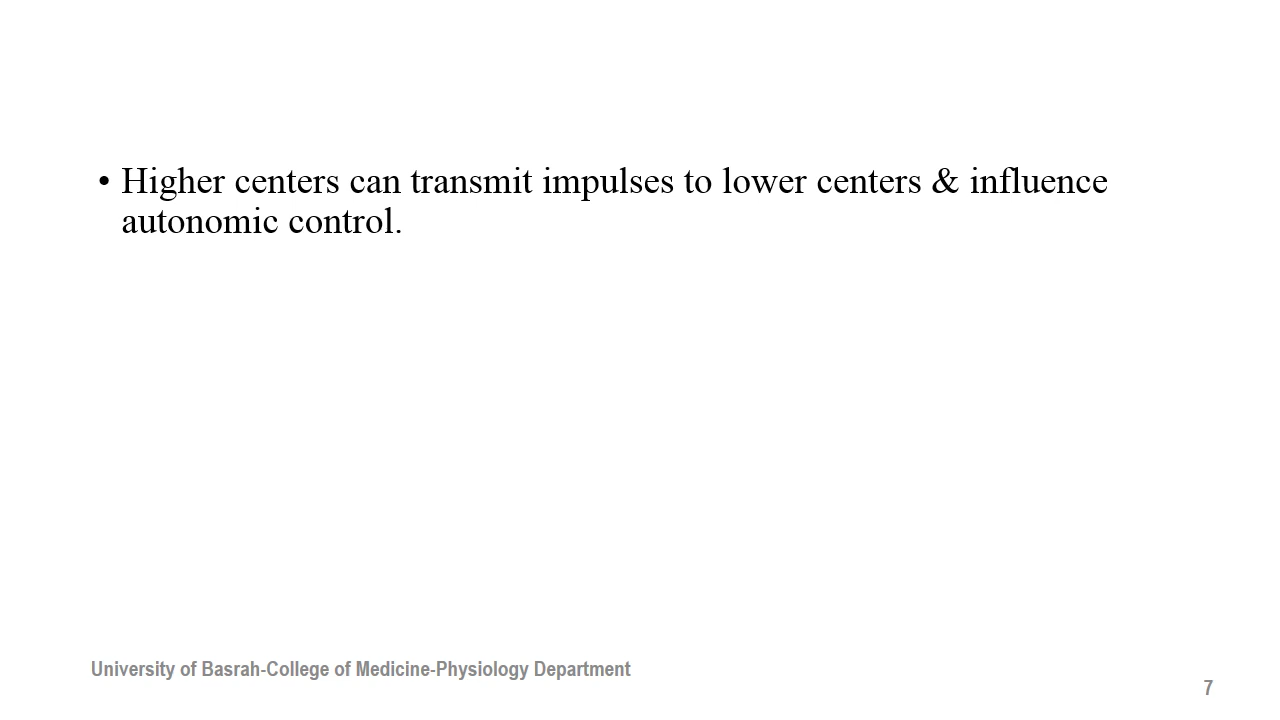 • Higher centers can transmit impulses to lower centers & influence
autonomic control.
University of Basrah-College of Medicine-Physiology Department
7